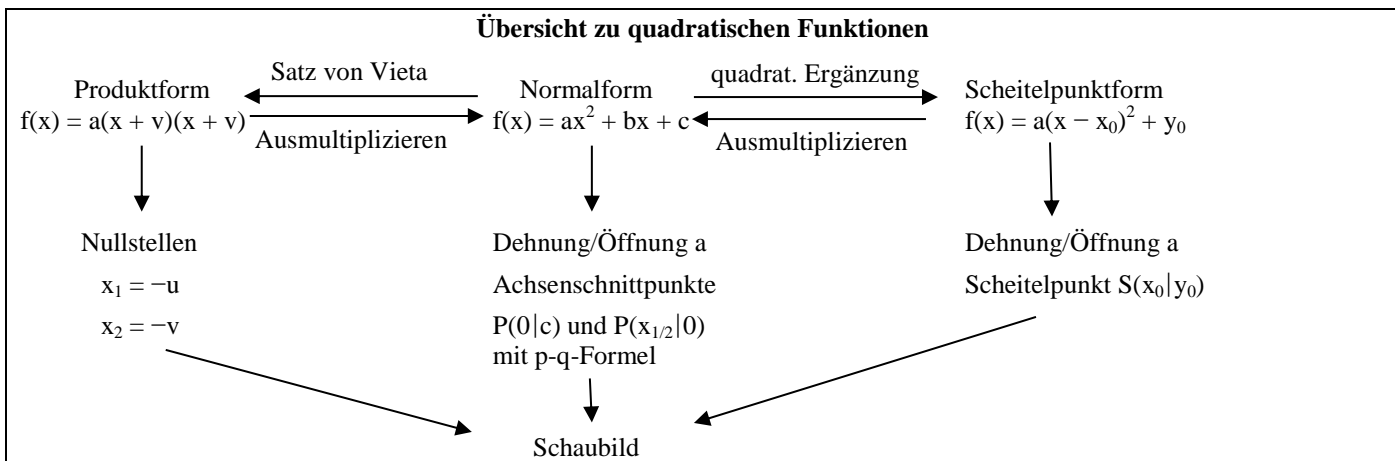 Übersicht zu quadratischen Funktionen
Satz von Vieta
quadrat. Ergänzung
Produktform
Normalform
Scheitelpunktform
f(x) = a(x + v)(x + v)
f(x) = ax² + bx + c
f(x) = a(x − x₀)² + y₀
Ausmultiplizieren
Ausmultiplizieren
Nullstellen
x₁ = −u
x₂ = −v
Dehnung/Öffnung a
Achsenschnittpunkte
P(0|c) und P(x₁/₂|0)
mit p-q-Formel
Dehnung/Öffnung a
Scheitelpunkt S(x₀|y₀)
Schaubild